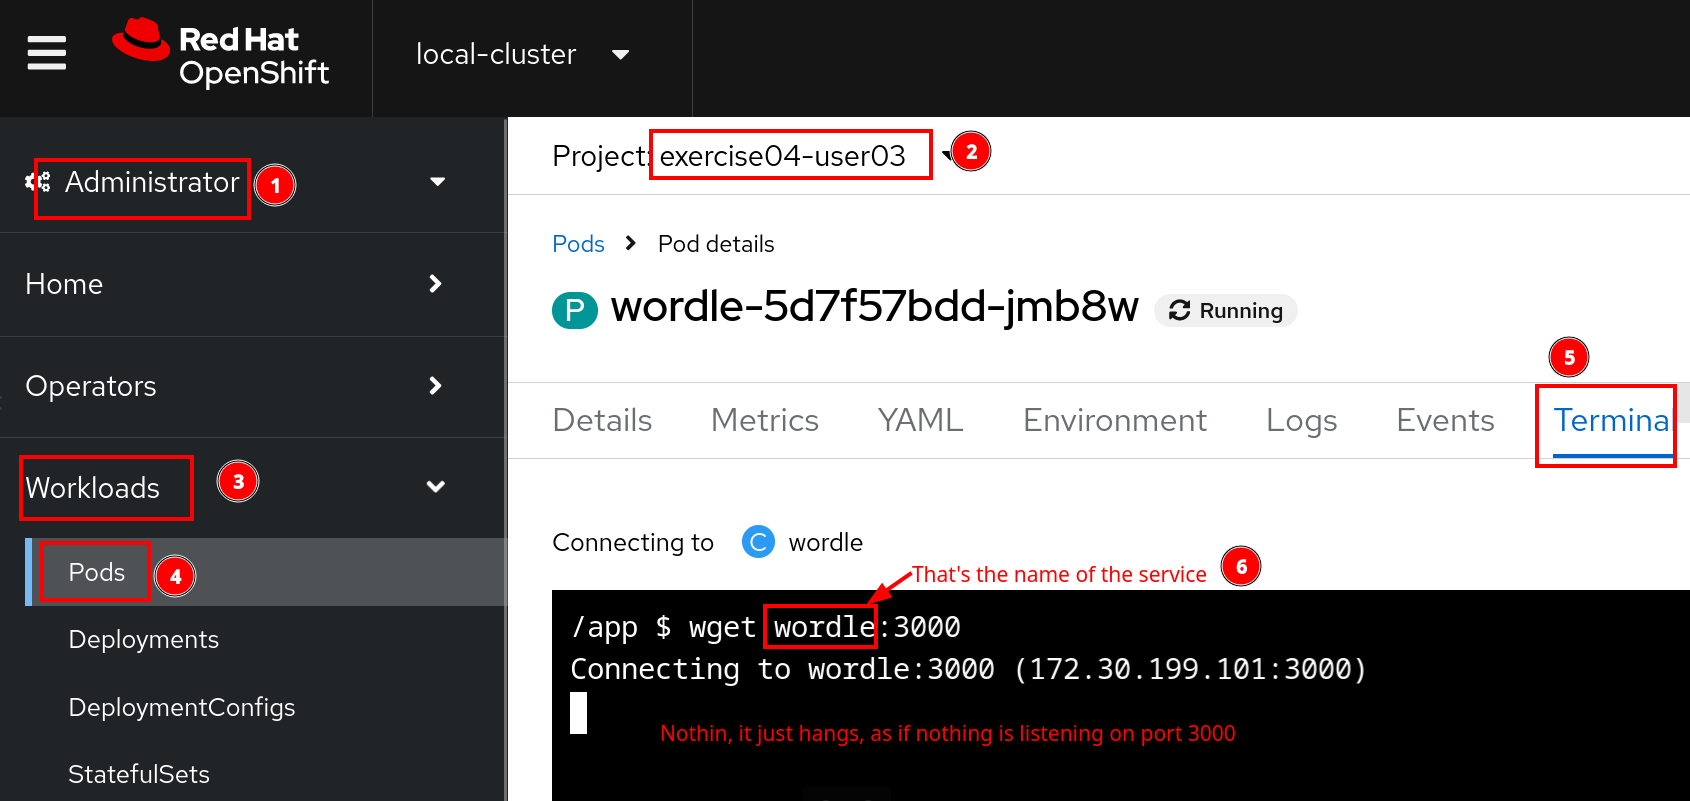 Red Hat
OpenShift
local-cluster
Administrator
1
Home
Operators
Workloads
3
Pods
4
Deployments
DeploymentConfigs
StatefulSets
Project: exercise04-user03
2
Pods > Pod details
P wordle-5d7f57bdd-jmb8w Running
5
Details Metrics YAML Environment Logs Events Terminal
Connecting to C wordle
That's the name of the service 6
/app $ wget wordle:3000
Connecting to wordle:3000 (172.30.199.101:3000)
Nothin, it just hangs, as if nothing is listening on port 3000